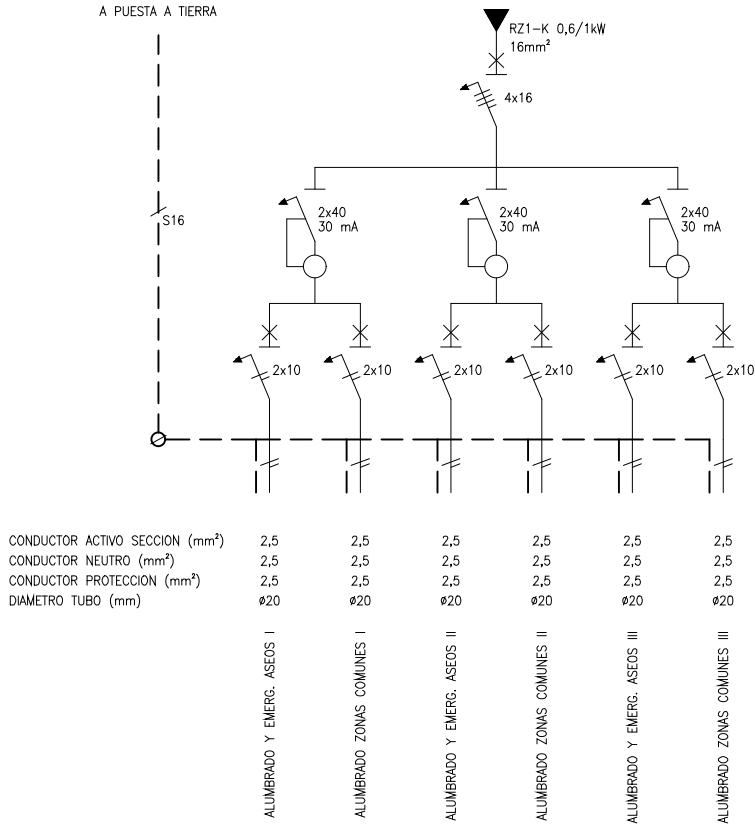 A PUESTA A TIERRA
RZ1-K 0,6/1kW
16mm²
4x16
S16
2x40
30 mA
2x40
30 mA
2x40
30 mA
2x10
2x10
2x10
2x10
2x10
2x10
CONDUCTOR ACTIVO SECCION (mm²) 2,5 2,5 2,5 2,5 2,5 2,5
CONDUCTOR NEUTRO (mm²) 2,5 2,5 2,5 2,5 2,5 2,5
CONDUCTOR PROTECCION (mm²) 2,5 2,5 2,5 2,5 2,5 2,5
DIAMETRO TUBO (mm) ø20 ø20 ø20 ø20 ø20 ø20
ALUMBRADO Y EMERG. ASEOS I
ALUMBRADO ZONAS COMUNES I
ALUMBRADO Y EMERG. ASEOS II
ALUMBRADO ZONAS COMUNES II
ALUMBRADO Y EMERG. ASEOS III
ALUMBRADO ZONAS COMUNES III